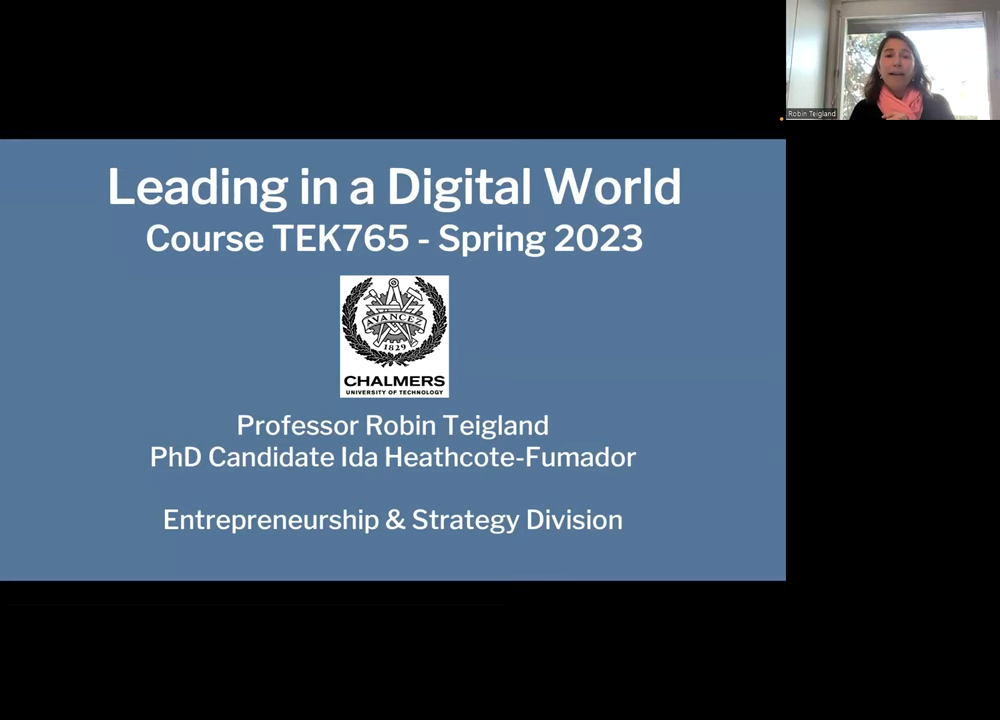 Robin Teigland
Leading in a Digital World
Course TEK765 - Spring 2023
AVANCEZ
1829
CHALMERS
UNIVERSITY OF TECHNOLOGY
Professor Robin Teigland
PhD Candidate Ida Heathcote-Fumador
Entrepreneurship & Strategy Division